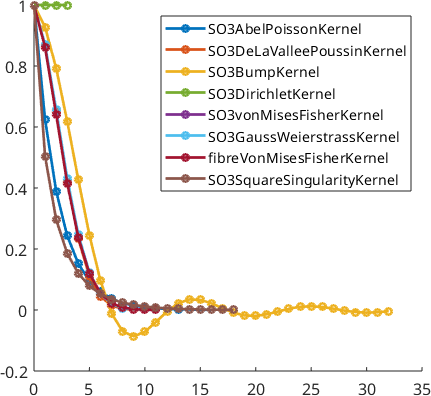 1
0.8
0.6
0.4
0.2
0
-0.2
0 5 10 15 20 25 30 35
SO3AbelPoissonKernel
SO3DeLaValleePoussinKernel
SO3BumpKernel
SO3DirichletKernel
SO3vonMisesFisherKernel
SO3GaussWeierstrassKernel
fibreVonMisesFisherKernel
SO3SquareSingularityKernel